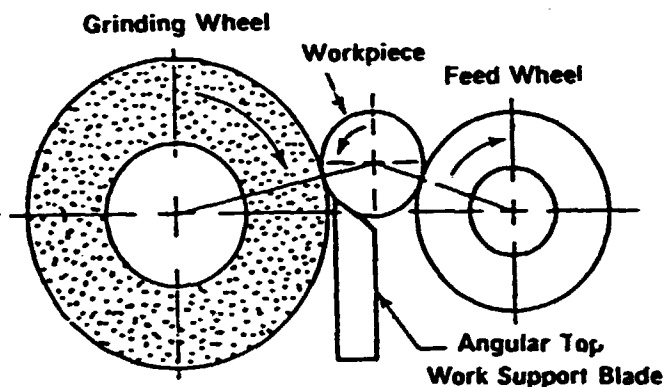 Grinding Wheel
Workpiece
Feed Wheel
Angular Top
Work Support Blade